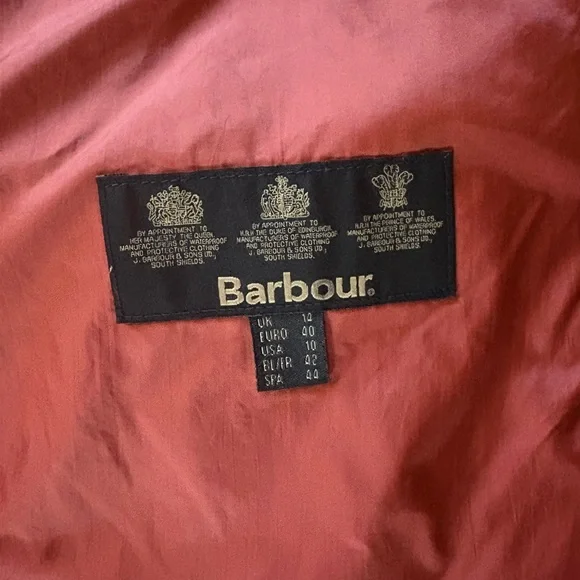 BY APPOINTMENT TO
HER MAJESTY THE QUEEN
MANUFACTURERS OF WATERPROOF
AND PROTECTIVE CLOTHING
J. BARBOUR & SONS LTD.,
SOUTH SHIELDS.
BY APPOINTMENT TO
H.R.H. THE DUKE OF EDINBURGH
MANUFACTURERS OF WATERPROOF
AND PROTECTIVE CLOTHING
J. BARBOUR & SONS LTD.,
SOUTH SHIELDS
BY APPOINTMENT TO
H.R.H. THE PRINCE OF WALES
MANUFACTURERS OF WATERPROOF
AND PROTECTIVE CLOTHING
J. BARBOUR & SONS LTD.,
SOUTH SHIELDS
Barbour®
UK 14
EURO 40
USA 10
BL/FR 42
SPA 44